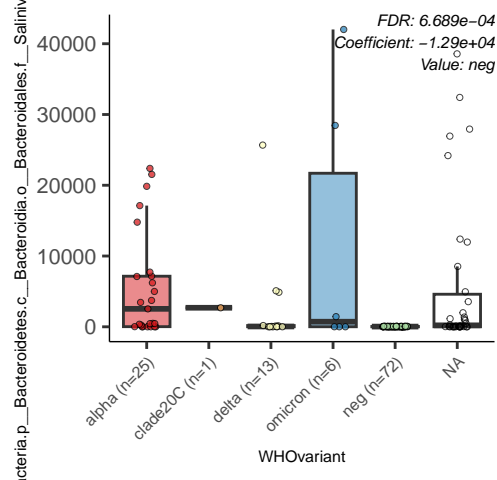 FDR: 6.689e−04
Coefficient: −1.29e+04
Value: neg
cteria.p__Bacteroidetes.c__Bacteroidia.o__Bacteroidales.f__Saliniv
40000
30000
20000
10000
0
alpha (n=25)
clade20C (n=1)
delta (n=13)
omicron (n=6)
neg (n=72)
NA
WHOvariant